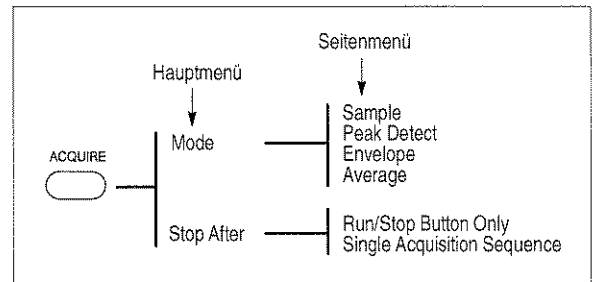 Seitenmenü
Hauptmenü
Sample
Peak Detect
Envelope
Average
Mode
ACQUIRE
Run/Stop Button Only
Single Acquisition Sequence
Stop After